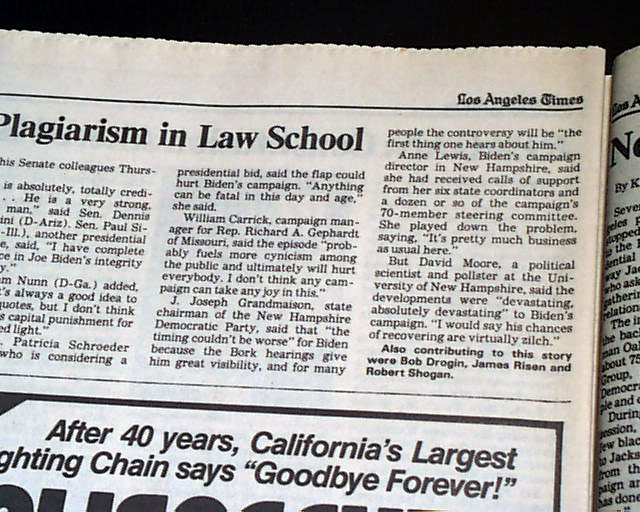 Los Angeles Times
Plagiarism in Law School
his Senate colleagues Thurs-
is absolutely, totally credi-
. . He is a very strong,
man," said Sen. Dennis
ini (D-Ariz). Sen. Paul Si-
-Ill.), another presidential
e, said, "I have complete
ce in Joe Biden's integrity
y."
m Nunn (D-Ga.) added,
's always a good idea to
quotes, but I don't think
s capital punishment for
ed light."
. Patricia Schroeder
who is considering a
presidential bid, said the flap could
hurt Biden's campaign. "Anything
can be fatal in this day and age,"
she said.
William Carrick, campaign man-
ager for Rep. Richard A. Gephardt
of Missouri, said the episode "prob-
ably fuels more cynicism among
the public and ultimately will hurt
everybody. I don't think any cam-
paign can take any joy in this."
J. Joseph Grandmaison, state
chairman of the New Hampshire
Democratic Party, said that "the
timing couldn't be worse" for Biden
because the Bork hearings give
him great visibility, and for many
people the controversy will be "the
first thing one hears about him."
Anne Lewis, Biden's campaign
director in New Hampshire, said
she had received calls of support
from her six state coordinators and
a dozen or so of the campaign's
70-member steering committee.
She played down the problem,
saying, "It's pretty much business
as usual here."
But David Moore, a political
scientist and pollster at the Uni-
versity of New Hampshire, said the
developments were "devastating,
absolutely devastating" to Biden's
campaign. "I would say his chances
of recovering are virtually zilch."
Also contributing to this story
were Bob Drogin, James Risen and
Robert Shogan.
After 40 years, California's Largest
ghting Chain says "Goodbye Forever!"
Los A
Ne
By K